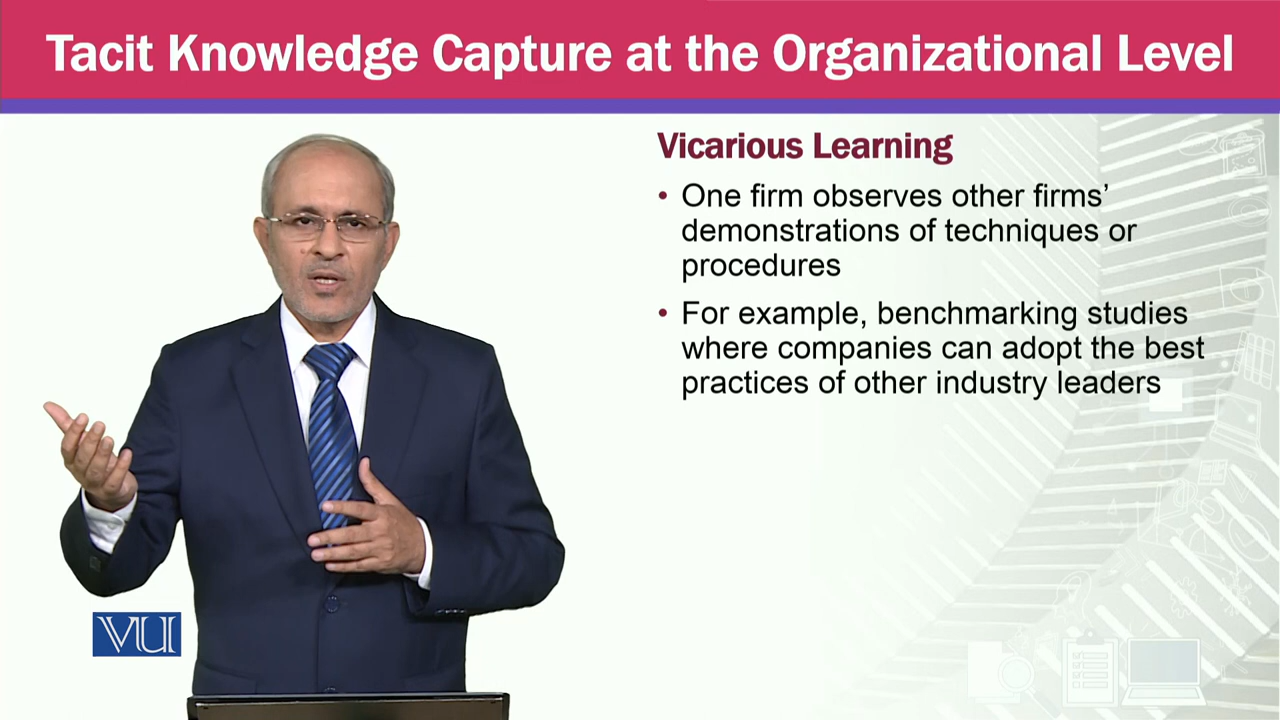 Tacit Knowledge Capture at the Organizational Level
Vicarious Learning
• One firm observes other firms’
demonstrations of techniques or
procedures
• For example, benchmarking studies
where companies can adopt the best
practices of other industry leaders
VU